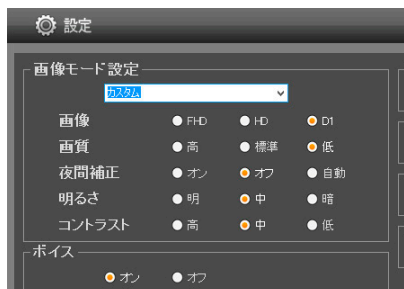 設定
画像モード設定
カスタム
画像 FHD HD D1
画質 高 標準 低
夜間補正 オン オフ 自動
明るさ 明 中 暗
コントラスト 高 中 低
ボイス
オン オフ